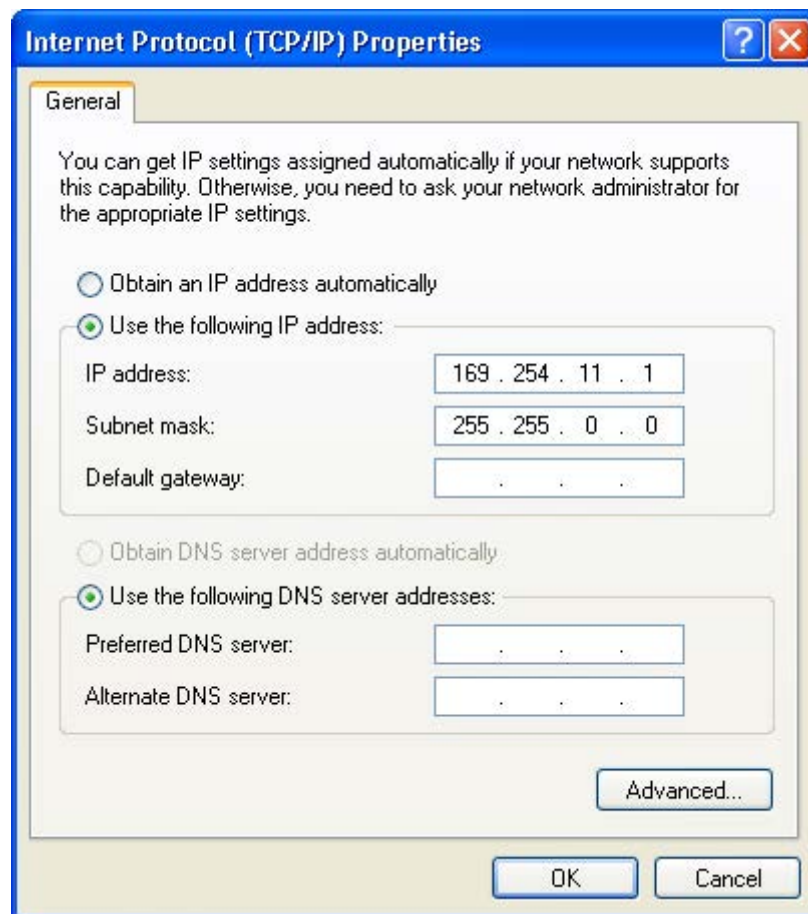 Internet Protocol (TCP/IP) Properties
General
You can get IP settings assigned automatically if your network supports
this capability. Otherwise, you need to ask your network administrator for
the appropriate IP settings.
Obtain an IP address automatically
Use the following IP address:
IP address: 169 . 254 . 11 . 1
Subnet mask: 255 . 255 . 0 . 0
Default gateway: . . .
Obtain DNS server address automatically
Use the following DNS server addresses:
Preferred DNS server: . . .
Alternate DNS server: . . .
Advanced...
OK Cancel